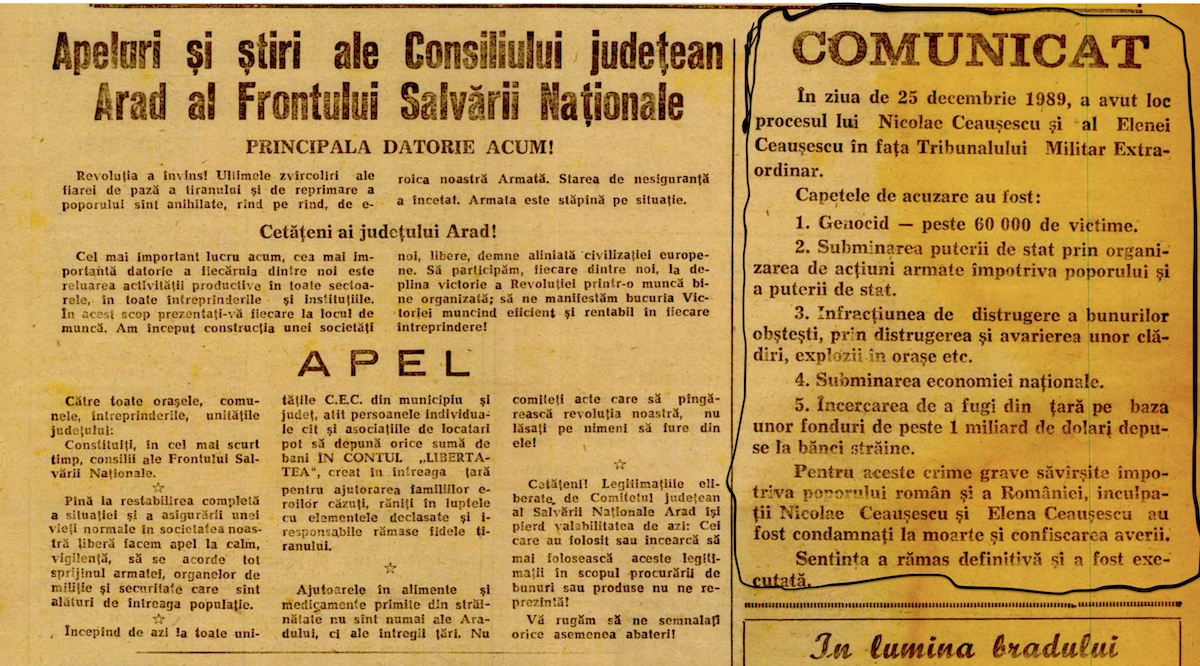 Apeluri și știri ale Consiliului județean
Arad al Frontului Salvării Naționale
PRINCIPALA DATORIE ACUM!
Revoluția a învins! Ultimele zvîrcoliri ale
fiarei de pază a tiranului și de reprimare a
poporului sînt anihilate, rînd pe rînd, de e-
roica noastră Armată. Starea de nesiguranță
a încetat. Armata este stăpînă pe situație.
Cetățeni ai județului Arad!
Cel mai important lucru acum, cea mai im-
portantă datorie a fiecăruia dintre noi este
reluarea activității productive în toate sectoa-
rele, în toate întreprinderile și instituțiile.
În acest scop prezentați-vă fiecare la locul de
muncă. Am început construcția unei societăți
noi, libere, demne aliniată civilizației europe-
ne. Să participăm, fiecare dintre noi, la de-
plina victorie a Revoluției printr-o muncă bi-
ne organizată; să ne manifestăm bucuria Vic-
toriei muncind eficient și rentabil în fiecare
întreprindere!
APEL
Către toate orașele, comu-
nele, întreprinderile, unitățile
județului:
Constituiți, în cel mai scurt
timp, consilii ale Frontului Sal-
vării Naționale.
Pînă la restabilirea completă
a situației și a asigurării unei
vieți normale în societatea noas-
tră liberă facem apel la calm,
vigilență, să se acorde tot
sprijinul armatei, organelor de
miliție și securitate care sînt
alături de întreaga populație.
Începînd de azi la toate uni-
tățile C.E.C. din municipiu și
județ, atît persoanele individua-
le cît și asociațiile de locatari
pot să depună orice sumă de
bani ÎN CONTUL „LIBERTA-
TEA“, creat în întreaga țară
pentru ajutorarea familiilor e-
roilor căzuți, răniți în luptele
cu elementele declasate și i-
responsabile rămase fidele ti-
ranului.
Ajutoarele în alimente și
medicamente primite din străi-
nătate nu sînt numai ale Ara-
dului, ci ale întregii țări. Nu
comiteți acte care să pîngă-
rească revoluția noastră, nu
lăsați pe nimeni să fure din
ele!
Cetățeni! Legitimațiile eli-
berate de Comitetul județean
al Salvării Naționale Arad își
pierd valabilitatea de azi: Cei
care au folosit sau încearcă să
mai folosească aceste legiti-
mații în scopul procurării de
bunuri sau produse nu ne re-
prezintă!
Vă rugăm să ne semnalați
orice asemenea abateri!
COMUNICAT
În ziua de 25 decembrie 1989, a avut loc
procesul lui Nicolae Ceaușescu și al Elenei
Ceaușescu în fața Tribunalului Militar Extra-
ordinar.
Capetele de acuzare au fost:
1. Genocid — peste 60 000 de victime.
2. Subminarea puterii de stat prin organi-
zarea de acțiuni armate împotriva poporului și
a puterii de stat.
3. Infracțiunea de distrugere a bunurilor
obștești, prin distrugerea și avarierea unor clă-
diri, explozii în orașe etc.
4. Subminarea economiei naționale.
5. Încercarea de a fugi din țară pe baza
unor fonduri de peste 1 miliard de dolari depu-
se la bănci străine.
Pentru aceste crime grave săvîrșite împo-
triva poporului român și a României, inculpa-
ții Nicolae Ceaușescu și Elena Ceaușescu au
fost condamnați la moarte și confiscarea averii.
Sentința a rămas definitivă și a fost exe-
cutată.
In lumina bradului